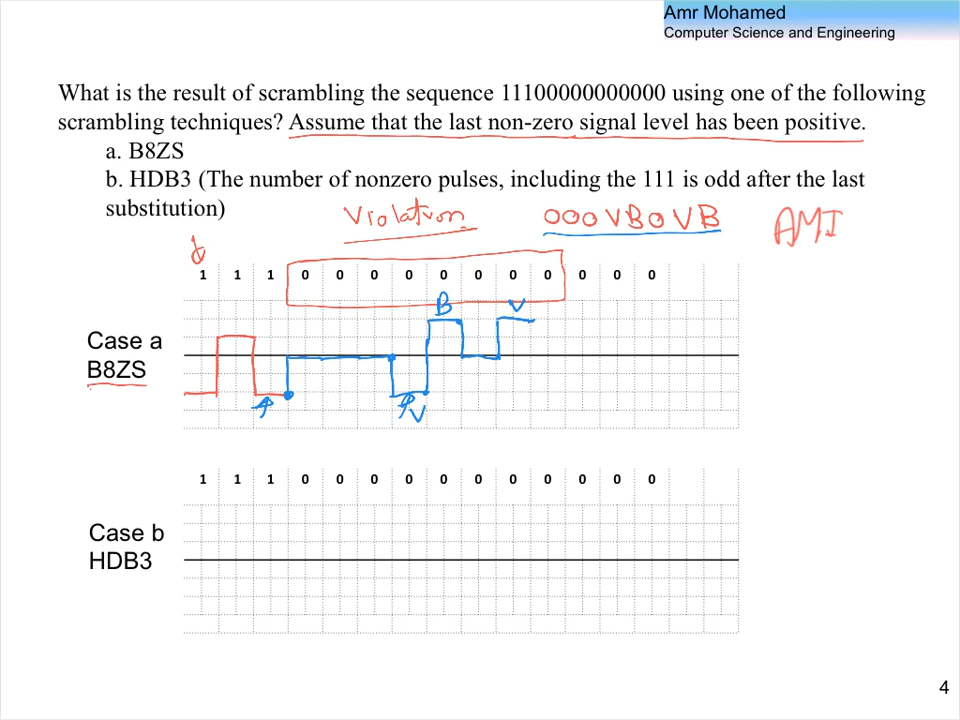 Amr Mohamed
Computer Science and Engineering
What is the result of scrambling the sequence 11100000000000 using one of the following
scrambling techniques? Assume that the last non-zero signal level has been positive.
a. B8ZS
b. HDB3 (The number of nonzero pulses, including the 111 is odd after the last
substitution)
Violation
000VB0VB
AMI
1 1 1 0 0 0 0 0 0 0 0 0 0 0
B V
Case a
B8ZS
V
1 1 1 0 0 0 0 0 0 0 0 0 0 0
Case b
HDB3
4